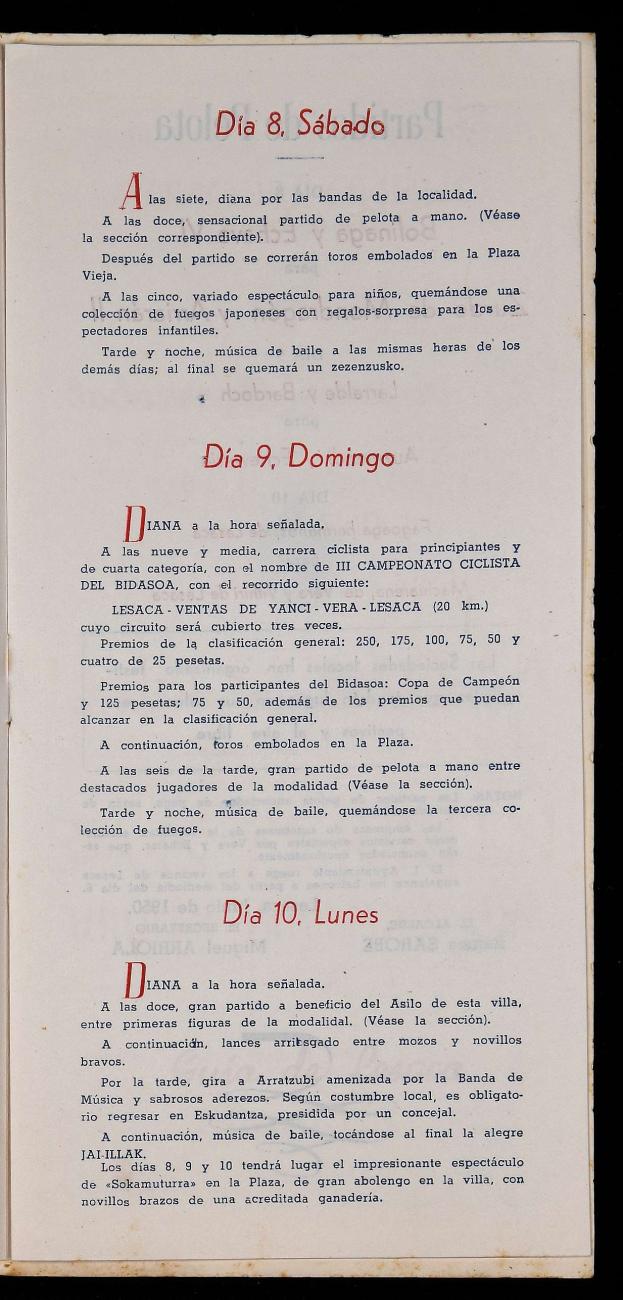 Día 8, Sábado
A las siete, diana por las bandas de la localidad.
A las doce, sensacional partido de pelota a mano. (Véase
la sección correspondiente).
Después del partido se correrán toros embolados en la Plaza
Vieja.
A las cinco, variado espectáculo para niños, quemándose una
colección de fuegos japoneses con regalos-sorpresa para los es-
pectadores infantiles.
Tarde y noche, música de baile a las mismas horas de los
demás días; al final se quemará un zezenzusko.
Día 9, Domingo
DIANA a la hora señalada.
A las nueve y media, carrera ciclista para principiantes y
de cuarta categoría, con el nombre de III CAMPEONATO CICLISTA
DEL BIDASOA, con el recorrido siguiente:
LESACA - VENTAS DE YANCI - VERA - LESACA (20 km.)
cuyo circuito será cubierto tres veces.
Premios de la clasificación general: 250, 175, 100, 75, 50 y
cuatro de 25 pesetas.
Premios para los participantes del Bidasoa: Copa de Campeón
y 125 pesetas; 75 y 50, además de los premios que puedan
alcanzar en la clasificación general.
A continuación, toros embolados en la Plaza.
A las seis de la tarde, gran partido de pelota a mano entre
destacados jugadores de la modalidad (Véase la sección).
Tarde y noche, música de baile, quemándose la tercera co-
lección de fuegos.
Día 10, Lunes
DIANA a la hora señalada.
A las doce, gran partido a beneficio del Asilo de esta villa,
entre primeras figuras de la modalidal. (Véase la sección).
A continuación, lances arritsgado entre mozos y novillos
bravos.
Por la tarde, gira a Arratzubi amenizada por la Banda de
Música y sabrosos aderezos. Según costumbre local, es obligato-
rio regresar en Eskudantza, presidida por un concejal.
A continuación, música de baile, tocándose al final la alegre
JAI-ILLAK.
Los días 8, 9 y 10 tendrá lugar el impresionante espectáculo
de «Sokamuturra» en la Plaza, de gran abolengo en la villa, con
novillos brazos de una acreditada ganadería.